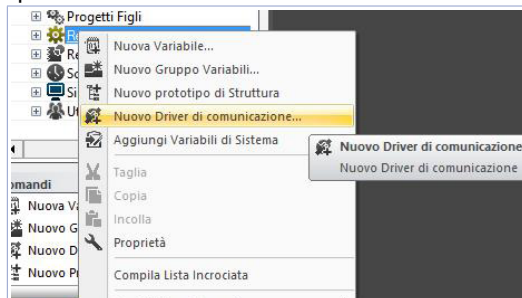 Progetti Figli
Nuova Variabile...
Nuovo Gruppo Variabili...
Nuovo prototipo di Struttura
Nuovo Driver di comunicazione...
Aggiungi Variabili di Sistema
Nuovo Driver di comunicazione
Nuovo Driver di comunicazione
Taglia
Copia
Incolla
Proprietà
Compila Lista Incrociata
omandi
Nuova Va
Nuovo G
Nuovo D
Nuovo Pr